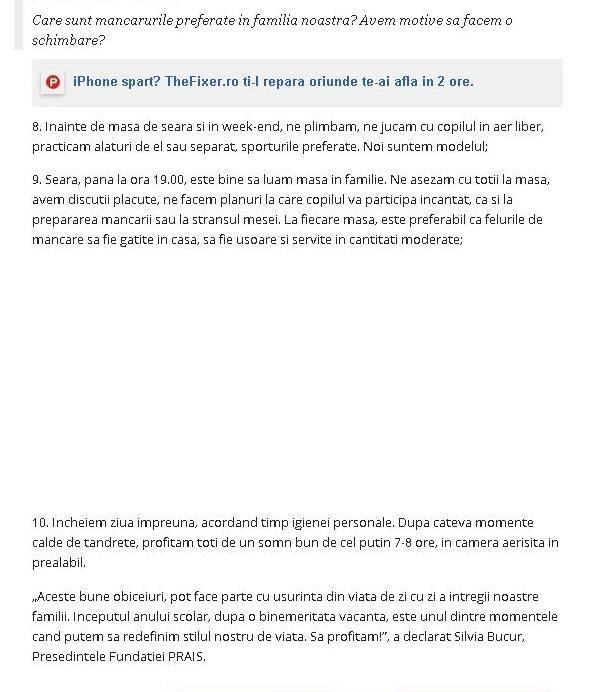 Care sunt mancarurile preferate in familia noastra? Avem motive sa facem o
schimbare?
P iPhone spart? TheFixer.ro ti-l repara oriunde te-ai afla in 2 ore.
8. Inainte de masa de seara si in week-end, ne plimbam, ne jucam cu copilul in aer liber,
practicam alaturi de el sau separat, sporturile preferate. Noi suntem modelul;
9. Seara, pana la ora 19.00, este bine sa luam masa in familie. Ne asezam cu totii la masa,
avem discutii placute, ne facem planuri la care copilul va participa incantat, ca si la
prepararea mancarii sau la stransul mesei. La fiecare masa, este preferabil ca felurile de
mancare sa fie gatite in casa, sa fie usoare si servite in cantitati moderate;
10. Incheiem ziua impreuna, acordand timp igienei personale. Dupa cateva momente
calde de tandrete, profitam toti de un somn bun de cel putin 7-8 ore, in camera aerisita in
prealabil.
„Aceste bune obiceiuri, pot face parte cu usurinta din viata de zi cu zi a intregii noastre
familii. Inceputul anului scolar, dupa o binemeritata vacanta, este unul dintre momentele
cand putem sa redefinim stilul nostru de viata. Sa profitam!”, a declarat Silvia Bucur,
Presedintele Fundatiei PRAIS.